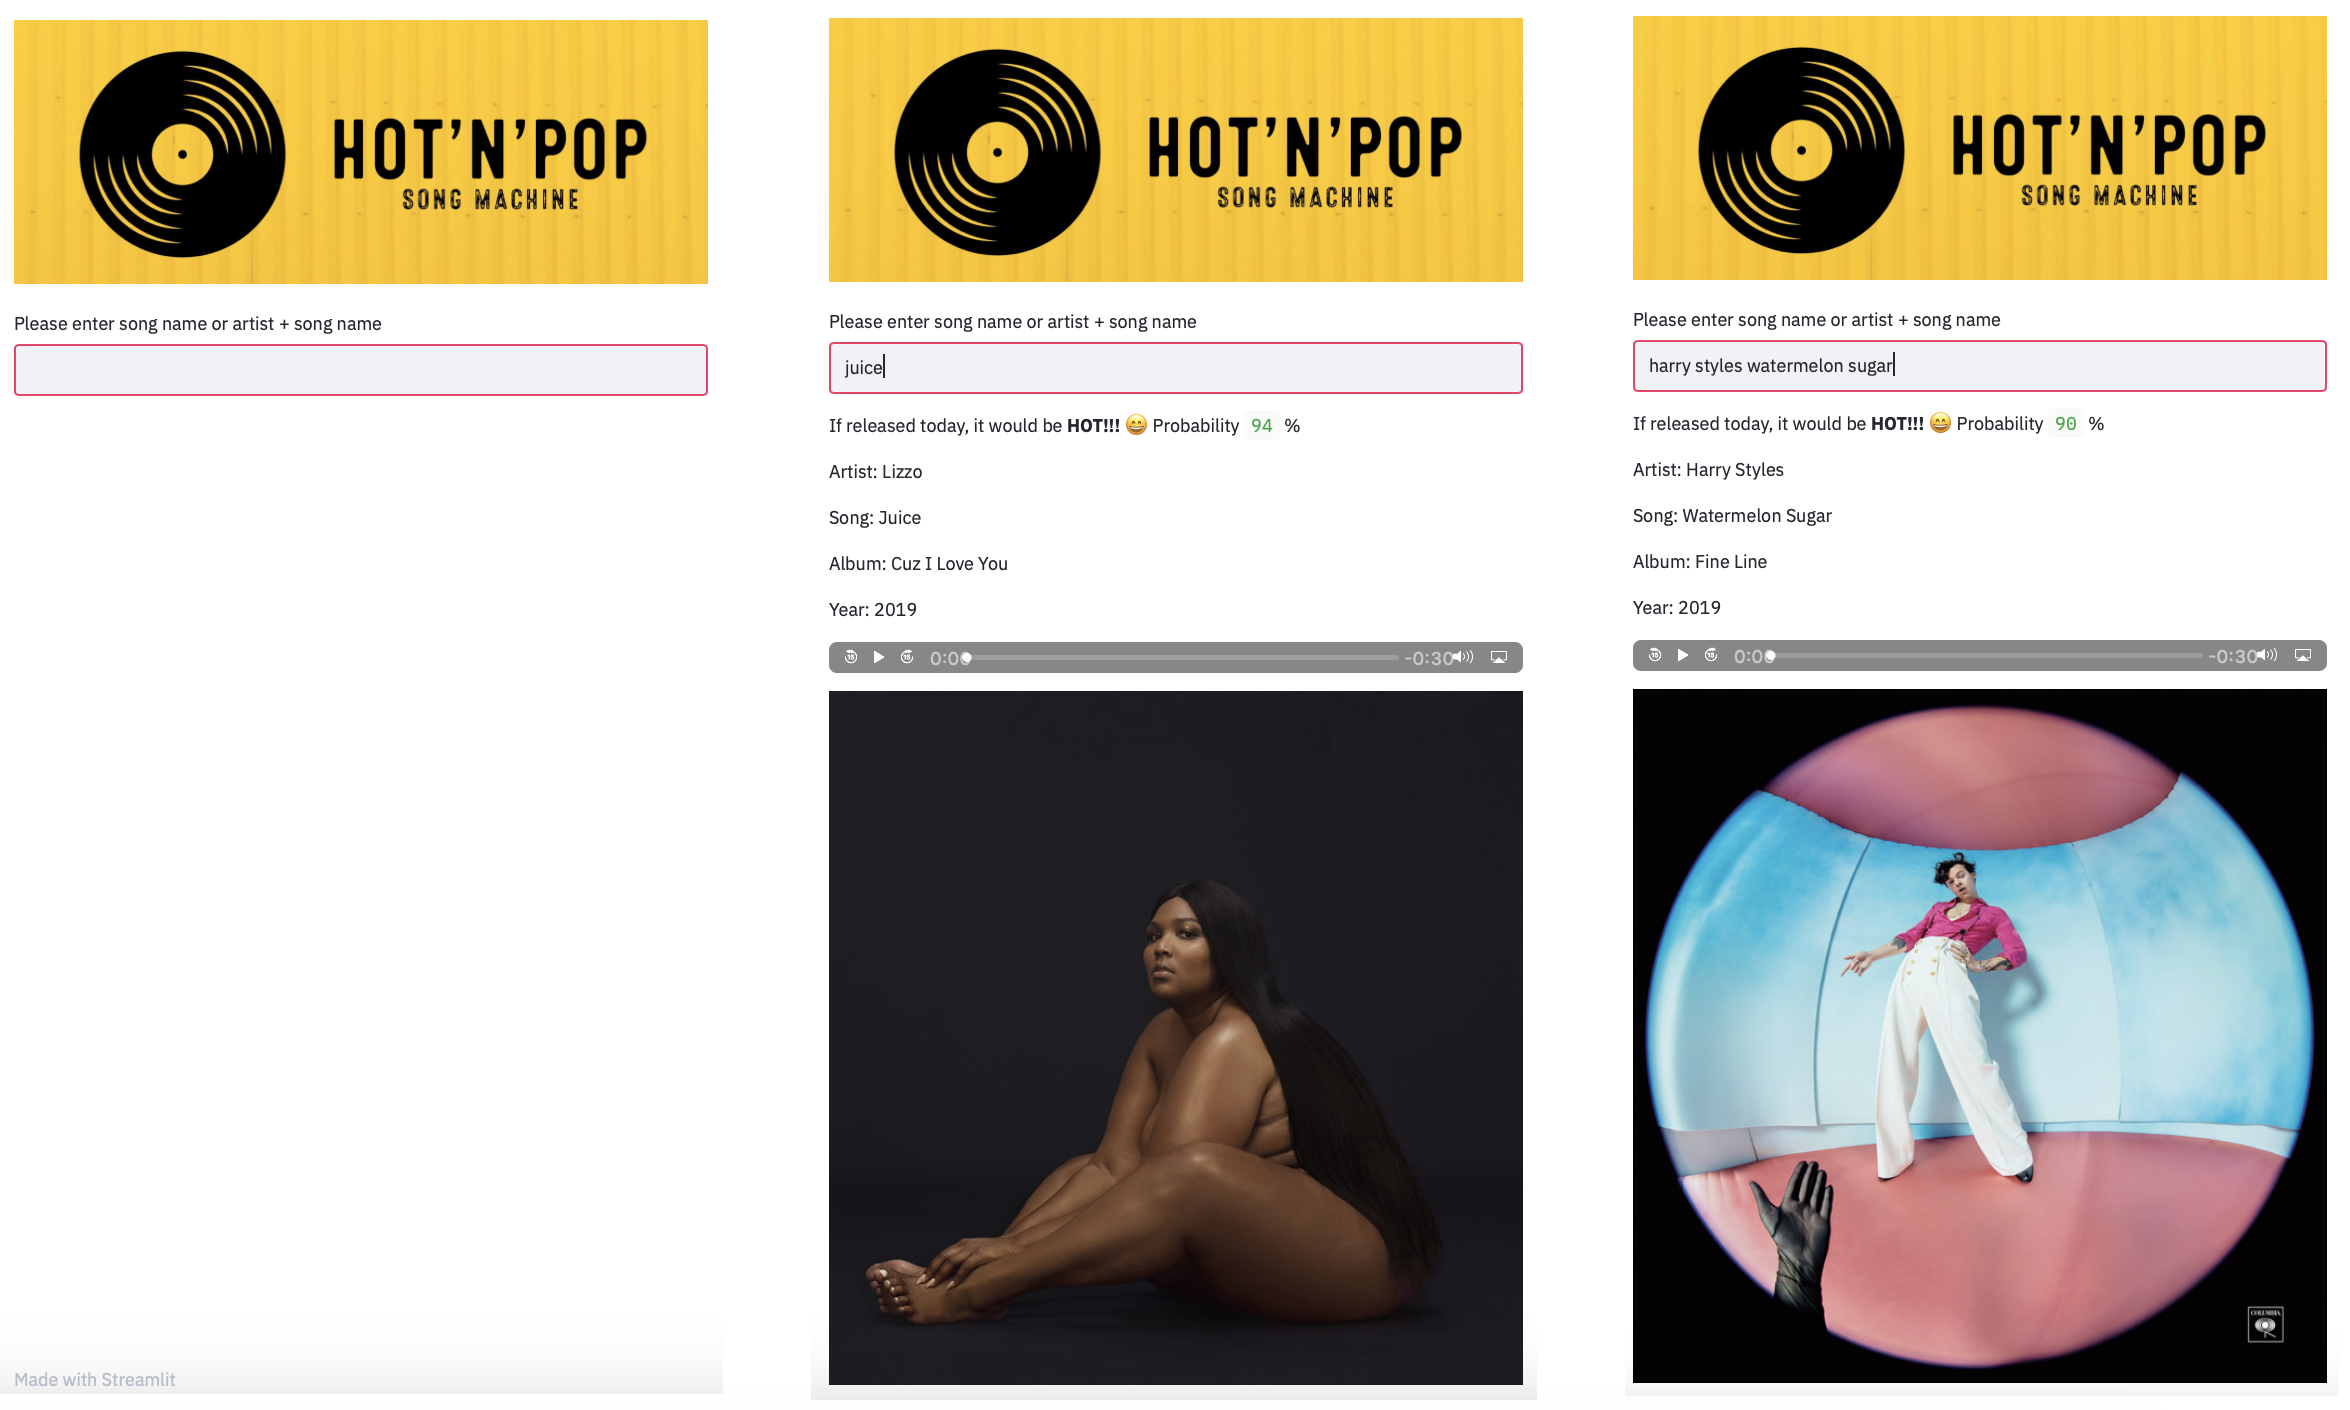 HOT'N'POP
SONG MACHINE
Please enter song name or artist + song name
Made with Streamlit
HOT'N'POP
SONG MACHINE
Please enter song name or artist + song name
juice
If released today, it would be HOT!!! 😄 Probability 94 %
Artist: Lizzo
Song: Juice
Album: Cuz I Love You
Year: 2019
15 15 0:00 -0:30
HOT'N'POP
SONG MACHINE
Please enter song name or artist + song name
harry styles watermelon sugar
If released today, it would be HOT!!! 😄 Probability 90 %
Artist: Harry Styles
Song: Watermelon Sugar
Album: Fine Line
Year: 2019
15 15 0:00 -0:30
COLUMBIA